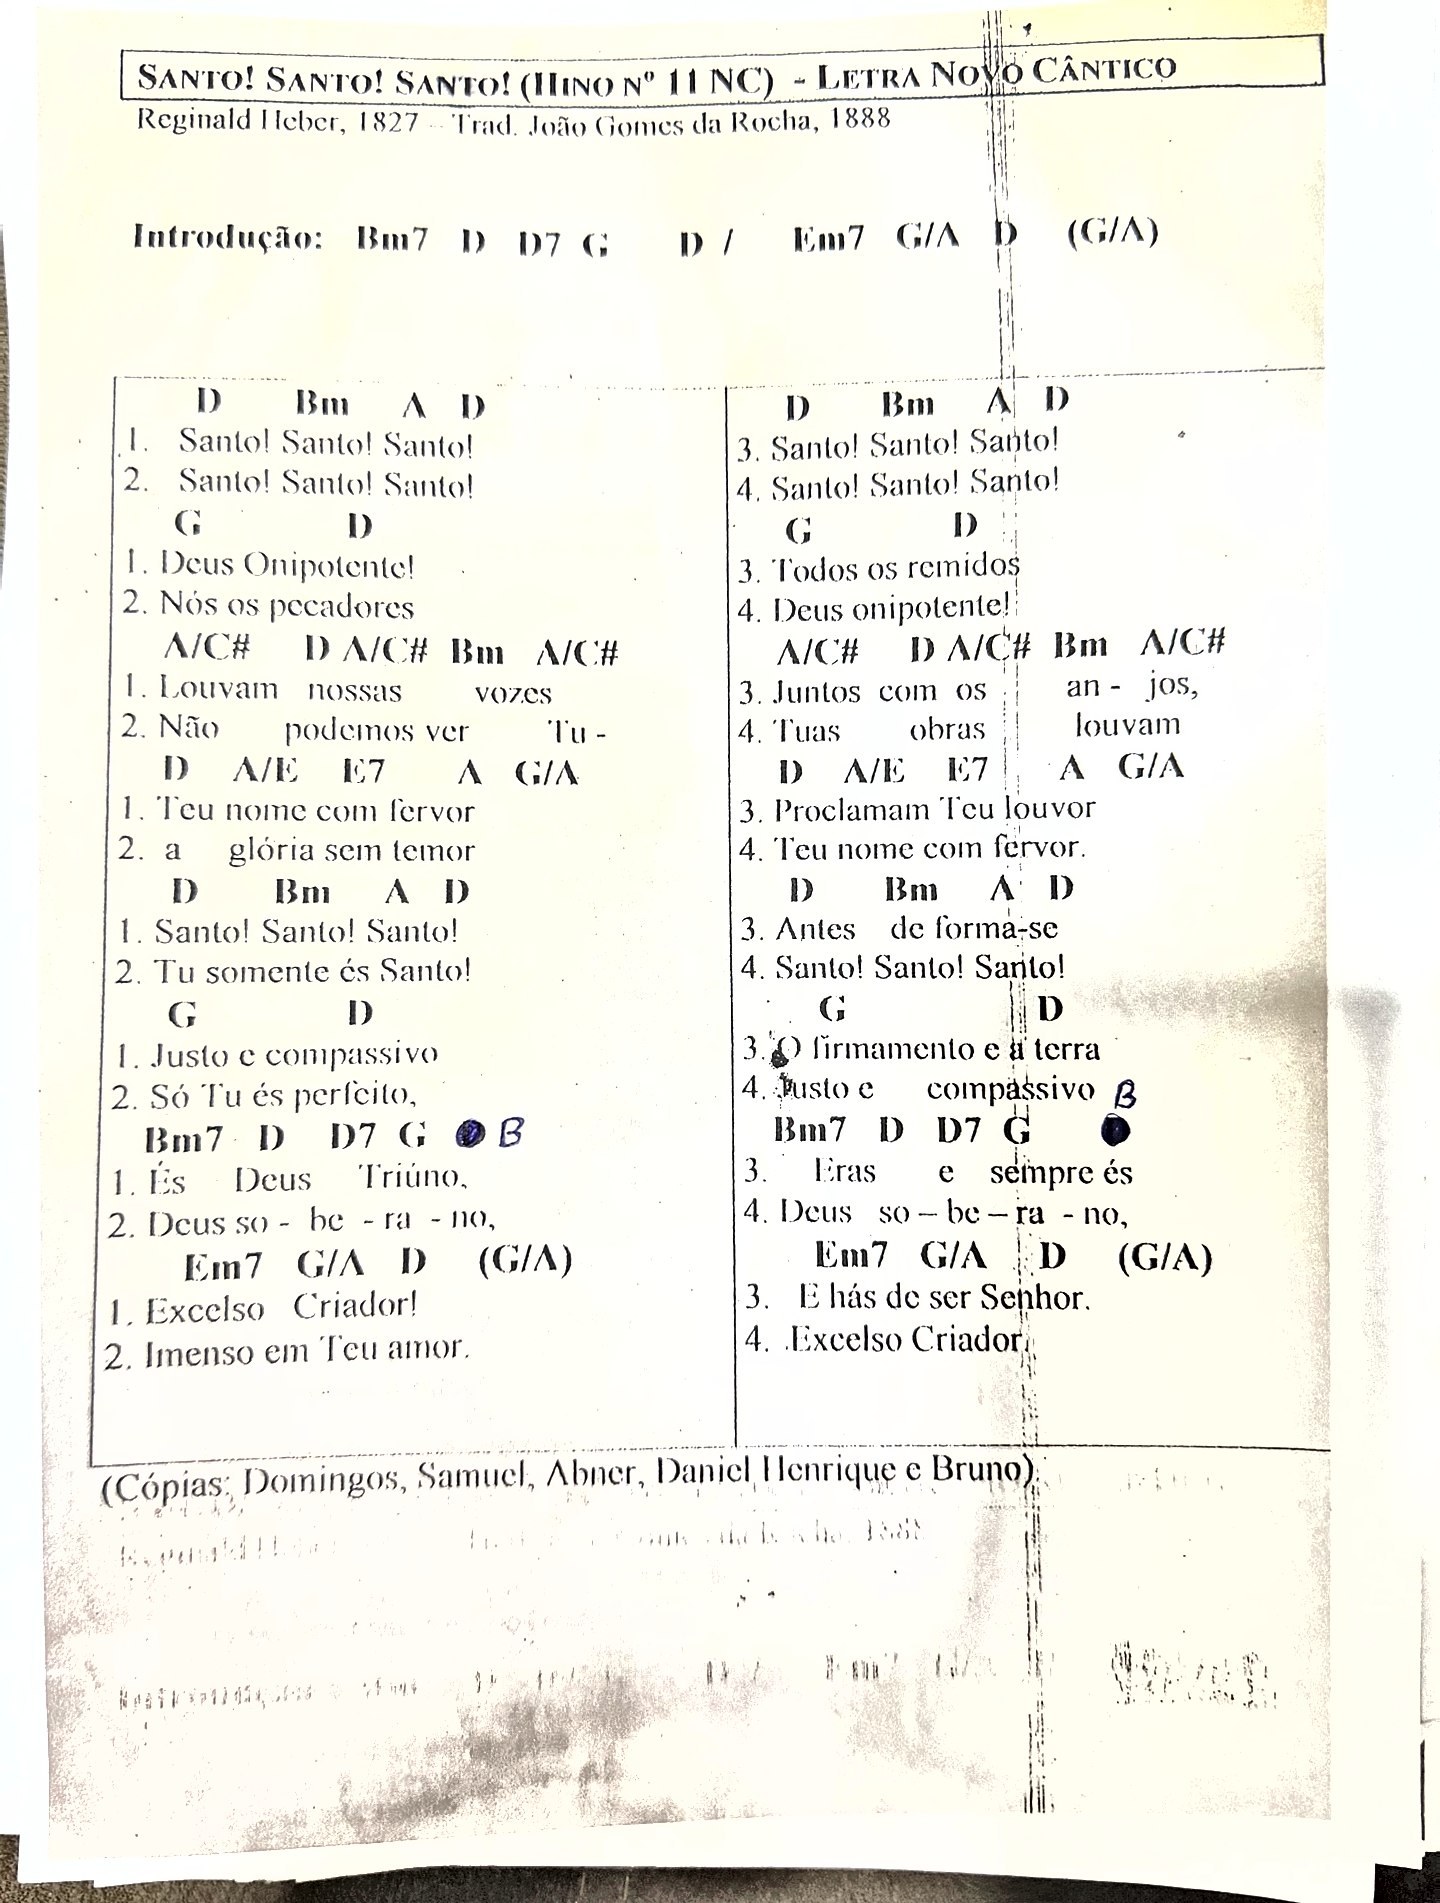 SANTO! SANTO! SANTO! (HINO Nº 11 NC) - LETRA NOVO CÂNTICO
Reginald Heber, 1827 – Trad. João Gomes da Rocha, 1888
Introdução: Bm7 D D7 G D / Em7 G/A D (G/A)
D Bm A D
1. Santo! Santo! Santo!
2. Santo! Santo! Santo!
G D
1. Deus Onipotente!
2. Nós os pecadores
A/C# D A/C# Bm A/C#
1. Louvam nossas vozes
2. Não podemos ver Tu -
D A/E E7 A G/A
1. Teu nome com fervor
2. a glória sem temor
D Bm A D
1. Santo! Santo! Santo!
2. Tu somente és Santo!
G D
1. Justo e compassivo
2. Só Tu és perfeito,
Bm7 D D7 G B
1. És Deus Triúno,
2. Deus so - be - ra - no,
Em7 G/A D (G/A)
1. Excelso Criador!
2. Imenso em Teu amor.
D Bm A D
3. Santo! Santo! Santo!
4. Santo! Santo! Santo!
G D
3. Todos os remidos
4. Deus onipotente!
A/C# D A/C# Bm A/C#
3. Juntos com os an - jos,
4. Tuas obras louvam
D A/E E7 A G/A
3. Proclamam Teu louvor
4. Teu nome com fervor.
D Bm A D
3. Antes de forma-se
4. Santo! Santo! Santo!
G D
3. O firmamento e a terra
4. Justo e compassivo
B
Bm7 D D7 G
3. Eras e sempre és
4. Deus so – be – ra - no,
Em7 G/A D (G/A)
3. E hás de ser Senhor.
4. .Excelso Criador
(Cópias: Domingos, Samuel, Abner, Daniel Henrique e Bruno).